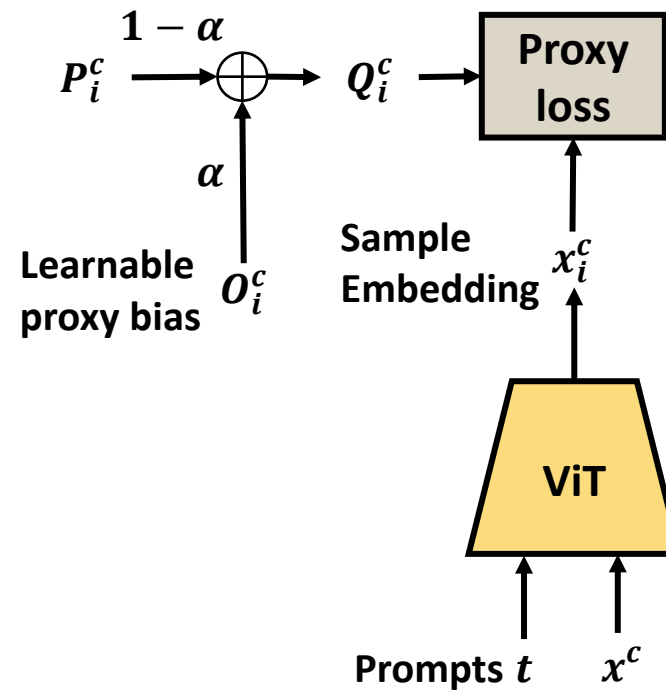 1 − α
P_i^c
Q_i^c
Proxy
loss
α
Learnable
proxy bias
O_i^c
Sample
Embedding
x_i^c
ViT
Prompts t
x^c